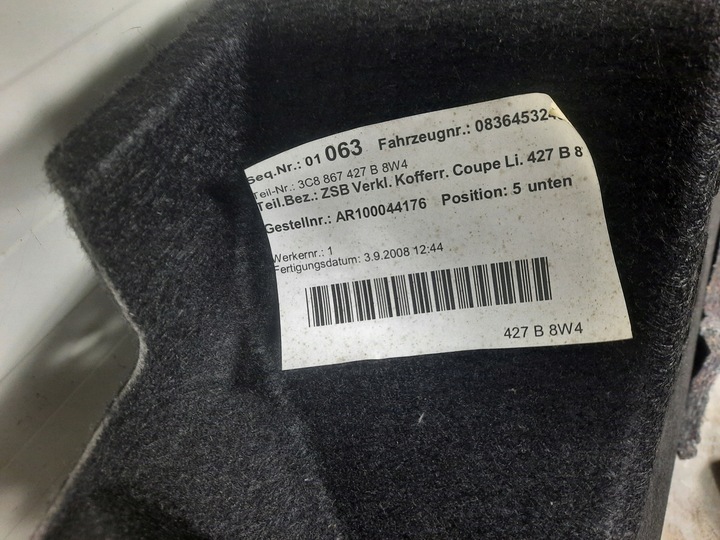 Seq.Nr.: 01 063 Fahrzeugnr.: 083645324
Teil-Nr.: 3C8 867 427 B 8W4
Teil.Bez.: ZSB Verkl. Kofferr. Coupe Li. 427 B 8
Gestellnr.: AR100044176 Position: 5 unten
Werkernr.: 1
Fertigungsdatum: 3.9.2008 12:44
427 B 8W4